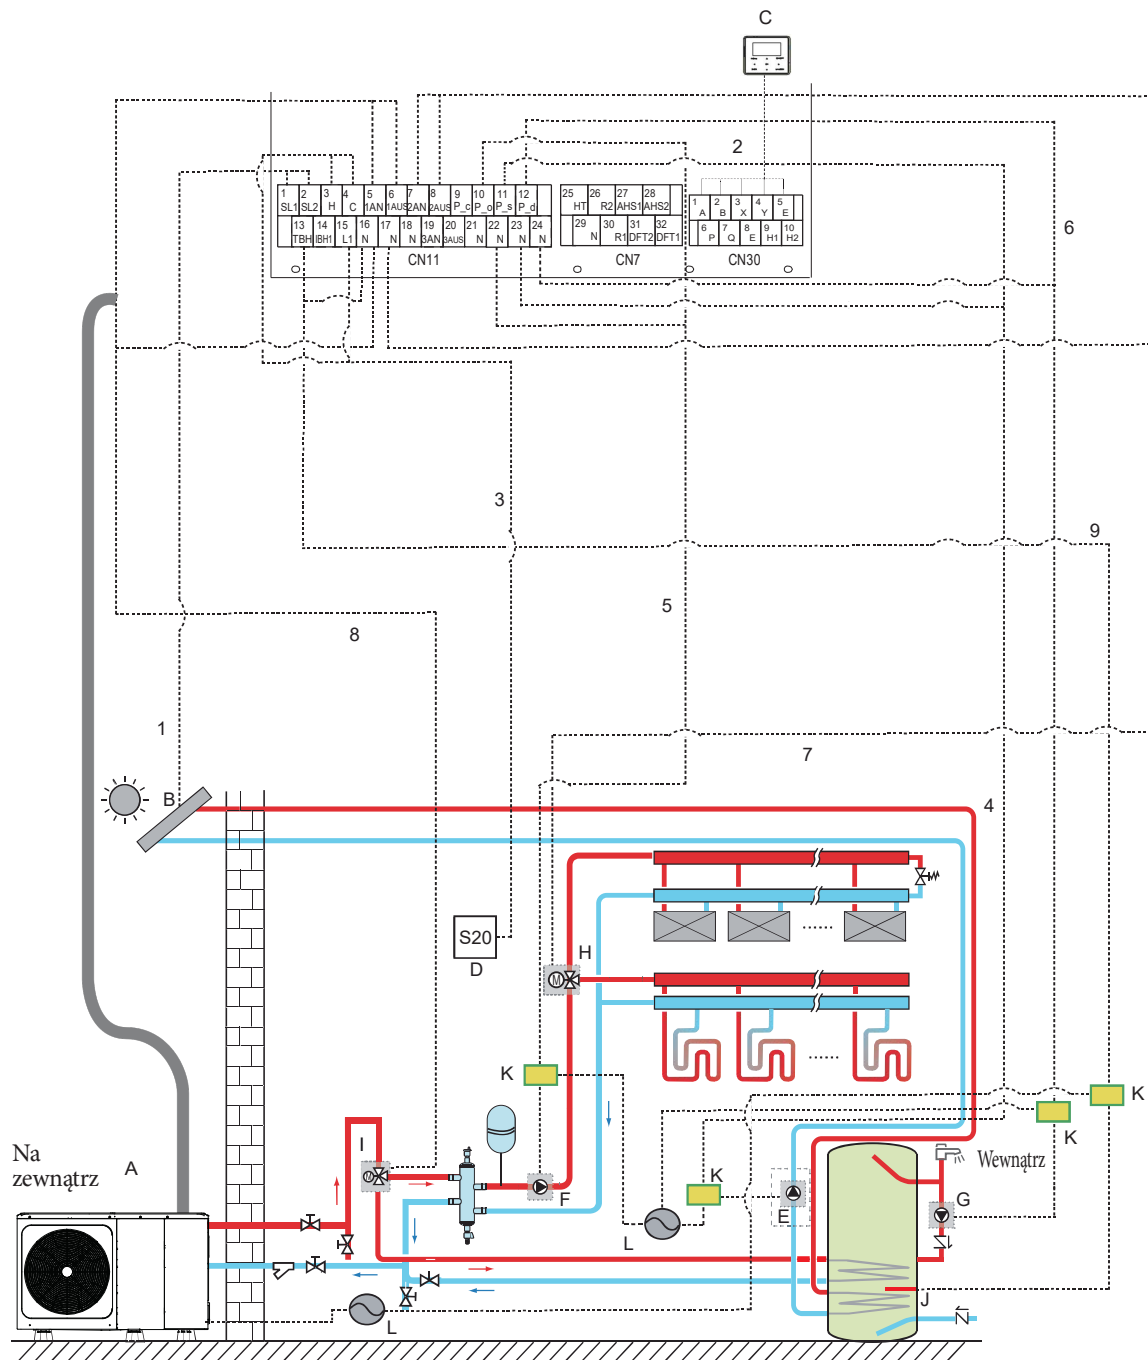 C
2
6
1 2 3 4 5 6 7 8 9 10 11 12
SL1 SL2 H C 1AN 1AUS 2AN 2AUS P_c P_o P_s P_d
13 14 15 16 17 18 19 20 21 22 23 24
TBH IBH1 L1 N N N 3AN 3AUS N N N N
CN11
25 26 27 28
HT R2 AHS1 AHS2
29 30 31 32
N R1 DFT2 DFT1
CN7
1 2 3 4 5
A B X Y E
6 7 8 9 10
P Q E H1 H2
CN30
3
9
5
8
1
7
B
4
S20
D
H
M
K
K
K
Na
zewnątrz
A
I
M
Wewnątrz
K
F
E
G
L
J
L